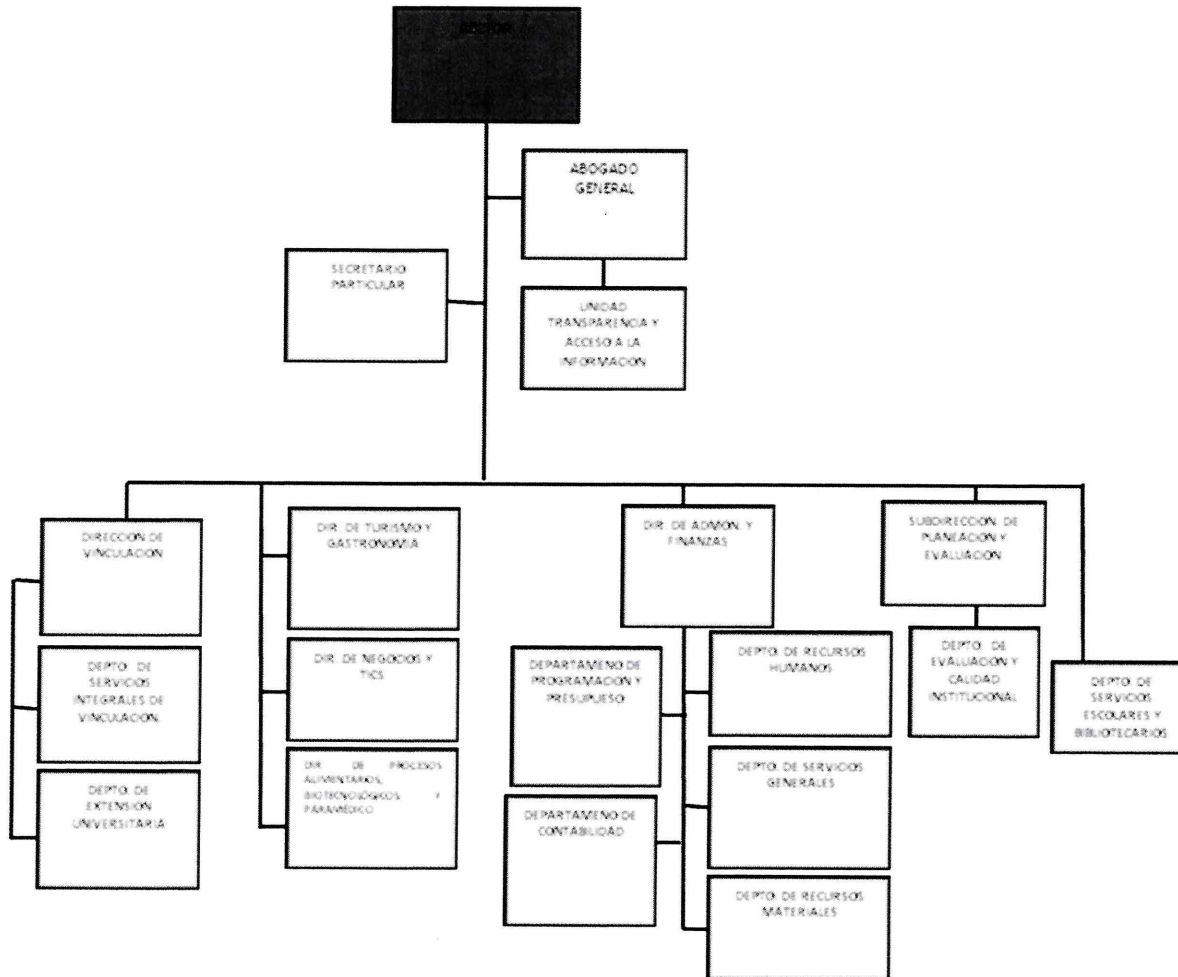 RECTOR
ABOGADO
GENERAL
SECRETARIO
PARTICULAR
UNIDAD
TRANSPARENCIA Y
ACCESO A LA
INFORMACION
DIRECCION DE
VINCULACION
DIR. DE TURISMO Y
GASTRONOMIA
DIR. DE ADMON. Y
FINANZAS
SUBDIRECCION. DE
PLANEACION Y
EVALUACION.
DEPTO. DE
SERVICIOS
INTEGRALES DE
VINCULACION.
DIR. DE NEGOCIOS Y
TICS
DEPARTAMENO DE
PROGRAMACION Y
PRESUPUESO
DEPTO. DE RECURSOS
HUMANOS
DEPTO. DE
EVALUACION Y
CALIDAD
INSTITUCIONAL
DEPTO. DE
SERVICIOS
ESCOLARES Y
BIBLIOTECARIOS
DEPTO. DE
EXTENSION
UNIVERSITARIA
DIR. DE PROCESOS
ALIMENTARIOS,
BIOTECNOLÓGICOS Y
PARAMÉDICO
DEPARTAMENO DE
CONTABILIDAD
DEPTO. DE SERVICIOS
GENERALES
DEPTO. DE RECURSOS
MATERIALES